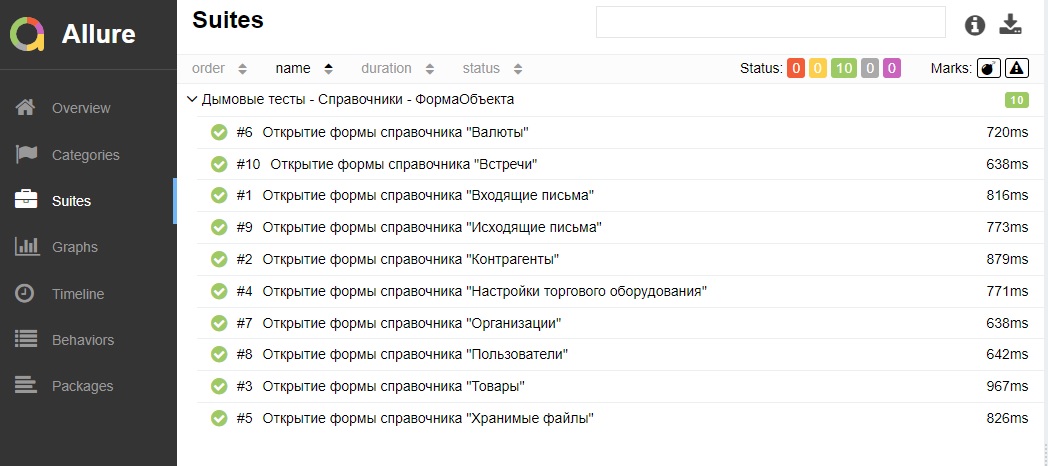 Allure
Overview
Categories
Suites
Graphs
Timeline
Behaviors
Packages
Suites
order name duration status Status: 0 0 10 0 0 Marks:
Дымовые тесты - Справочники - ФормаОбъекта 10
#6 Открытие формы справочника "Валюты" 720ms
#10 Открытие формы справочника "Встречи" 638ms
#1 Открытие формы справочника "Входящие письма" 816ms
#9 Открытие формы справочника "Исходящие письма" 773ms
#2 Открытие формы справочника "Контрагенты" 879ms
#4 Открытие формы справочника "Настройки торгового оборудования" 771ms
#7 Открытие формы справочника "Организации" 638ms
#8 Открытие формы справочника "Пользователи" 642ms
#3 Открытие формы справочника "Товары" 967ms
#5 Открытие формы справочника "Хранимые файлы" 826ms